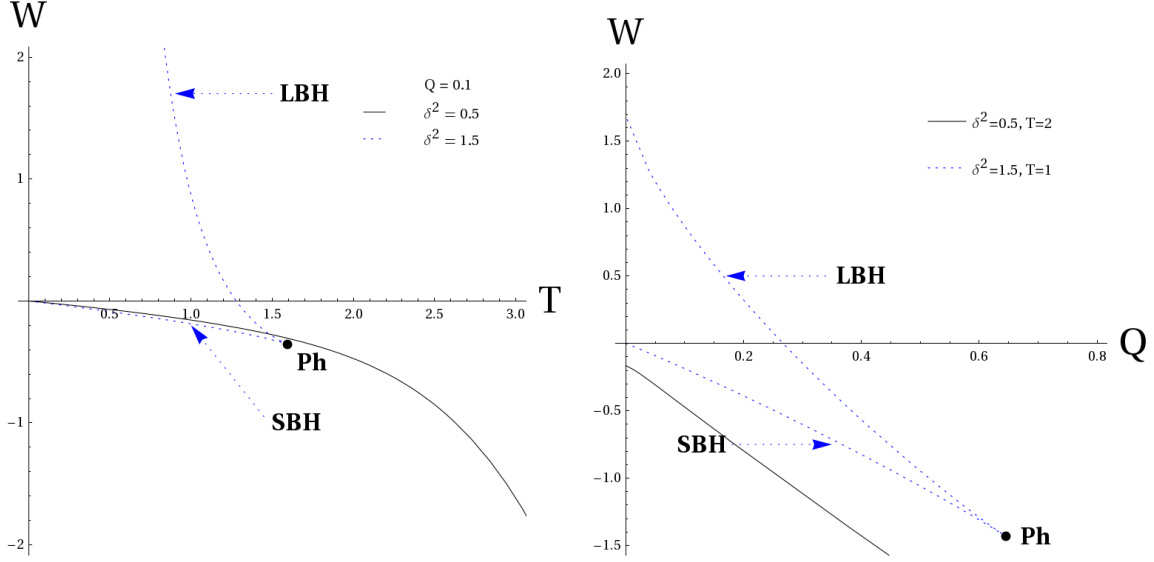 W
2
1
-1
-2
0.5
1.0
1.5
2.0
2.5
3.0
T
LBH
Q = 0.1
δ² = 0.5
δ² = 1.5
Ph
SBH
W
2.0
1.5
1.0
0.5
-0.5
-1.0
-1.5
0.2
0.4
0.6
0.8
Q
δ²=0.5, T=2
δ²=1.5, T=1
LBH
SBH
Ph